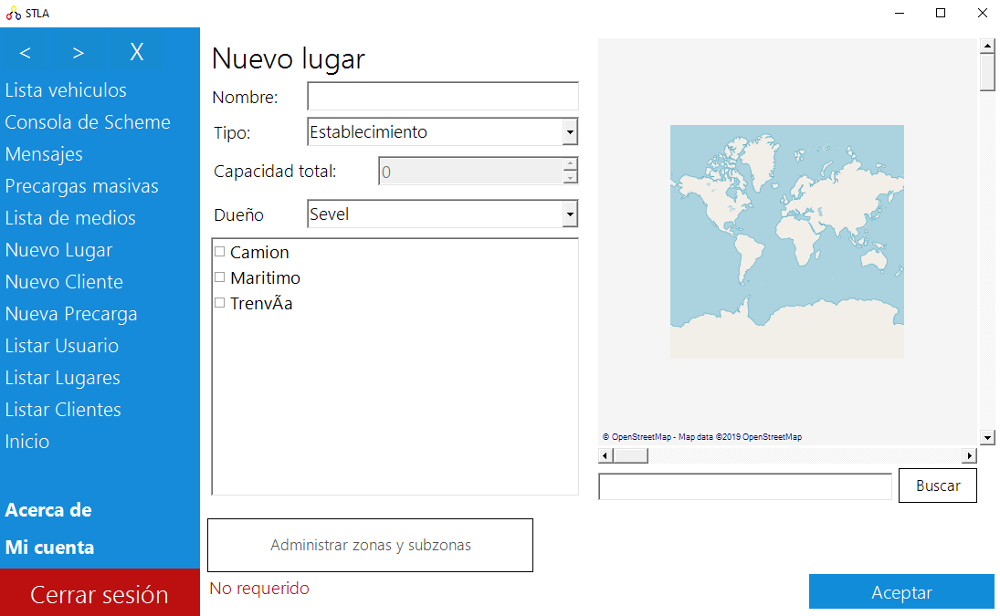 STLA
< > X
Lista vehiculos
Consola de Scheme
Mensajes
Precargas masivas
Lista de medios
Nuevo Lugar
Nuevo Cliente
Nueva Precarga
Listar Usuario
Listar Lugares
Listar Clientes
Inicio
Acerca de
Mi cuenta
Cerrar sesión
Nuevo lugar
Nombre:
Tipo: Establecimiento
Capacidad total: 0
Dueño Sevel
Camion
Maritimo
TrenvÃa
Administrar zonas y subzonas
No requerido
© OpenStreetMap - Map data ©2019 OpenStreetMap
Buscar
Aceptar